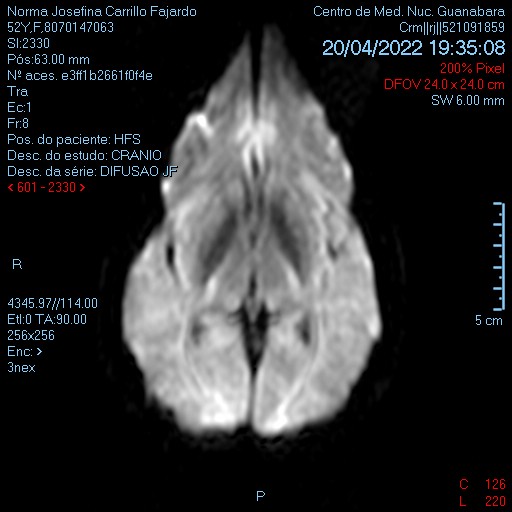 Norma Josefina Carrillo Fajardo
52Y,F,8070147063
SI:2330
Pós:63.00 mm
Nº aces. e3ff1b2661f0f4e
Tra
Ec:1
Fr:8
Pos. do paciente: HFS
Desc. do estudo: CRANIO
Desc. da série: DIFUSAO JF
< 601 - 2330 >
Centro de Med. Nuc. Guanabara
Crm||rj||521091859
20/04/2022 19:35:08
200% Pixel
DFOV 24.0 x 24.0 cm
SW 6.00 mm
R
5 cm
4345.97//114.00
Etl:0 TA:90.00
256x256
Enc: >
3nex
P
C 126
L 220